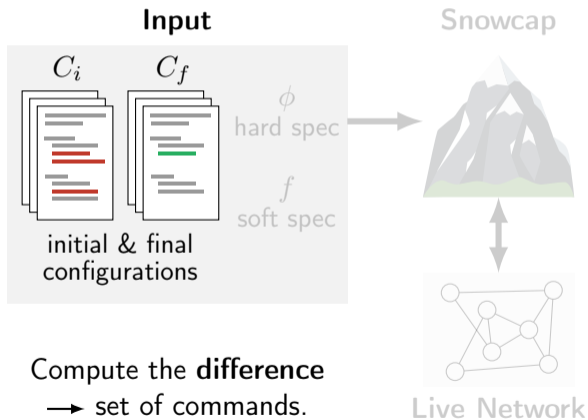 Input
Snowcap
C_i
C_f
ϕ
hard spec
f
soft spec
initial & final
configurations
Compute the difference
→ set of commands.
Live Network